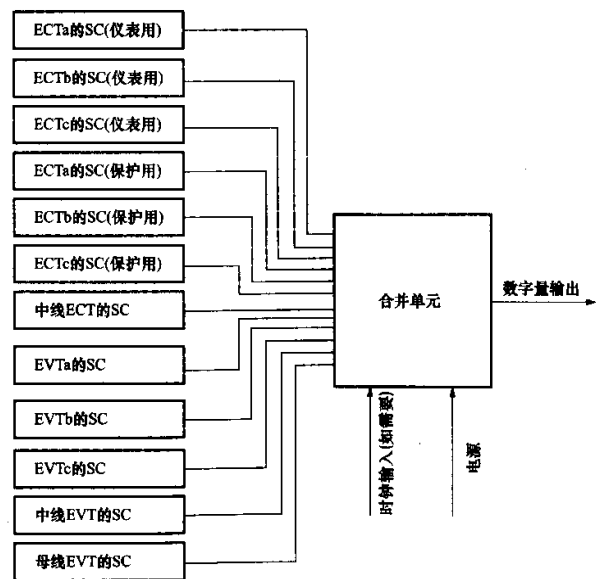 ECTa的SC(仪表用)
ECTb的SC(仪表用)
ECTc的SC(仪表用)
ECTa的SC(保护用)
ECTb的SC(保护用)
ECTc的SC(保护用)
中线ECT的SC
EVTa的SC
EVTb的SC
EVTc的SC
中线EVT的SC
母线EVT的SC
合并单元
数字量输出
时钟输入(如需要)
电源